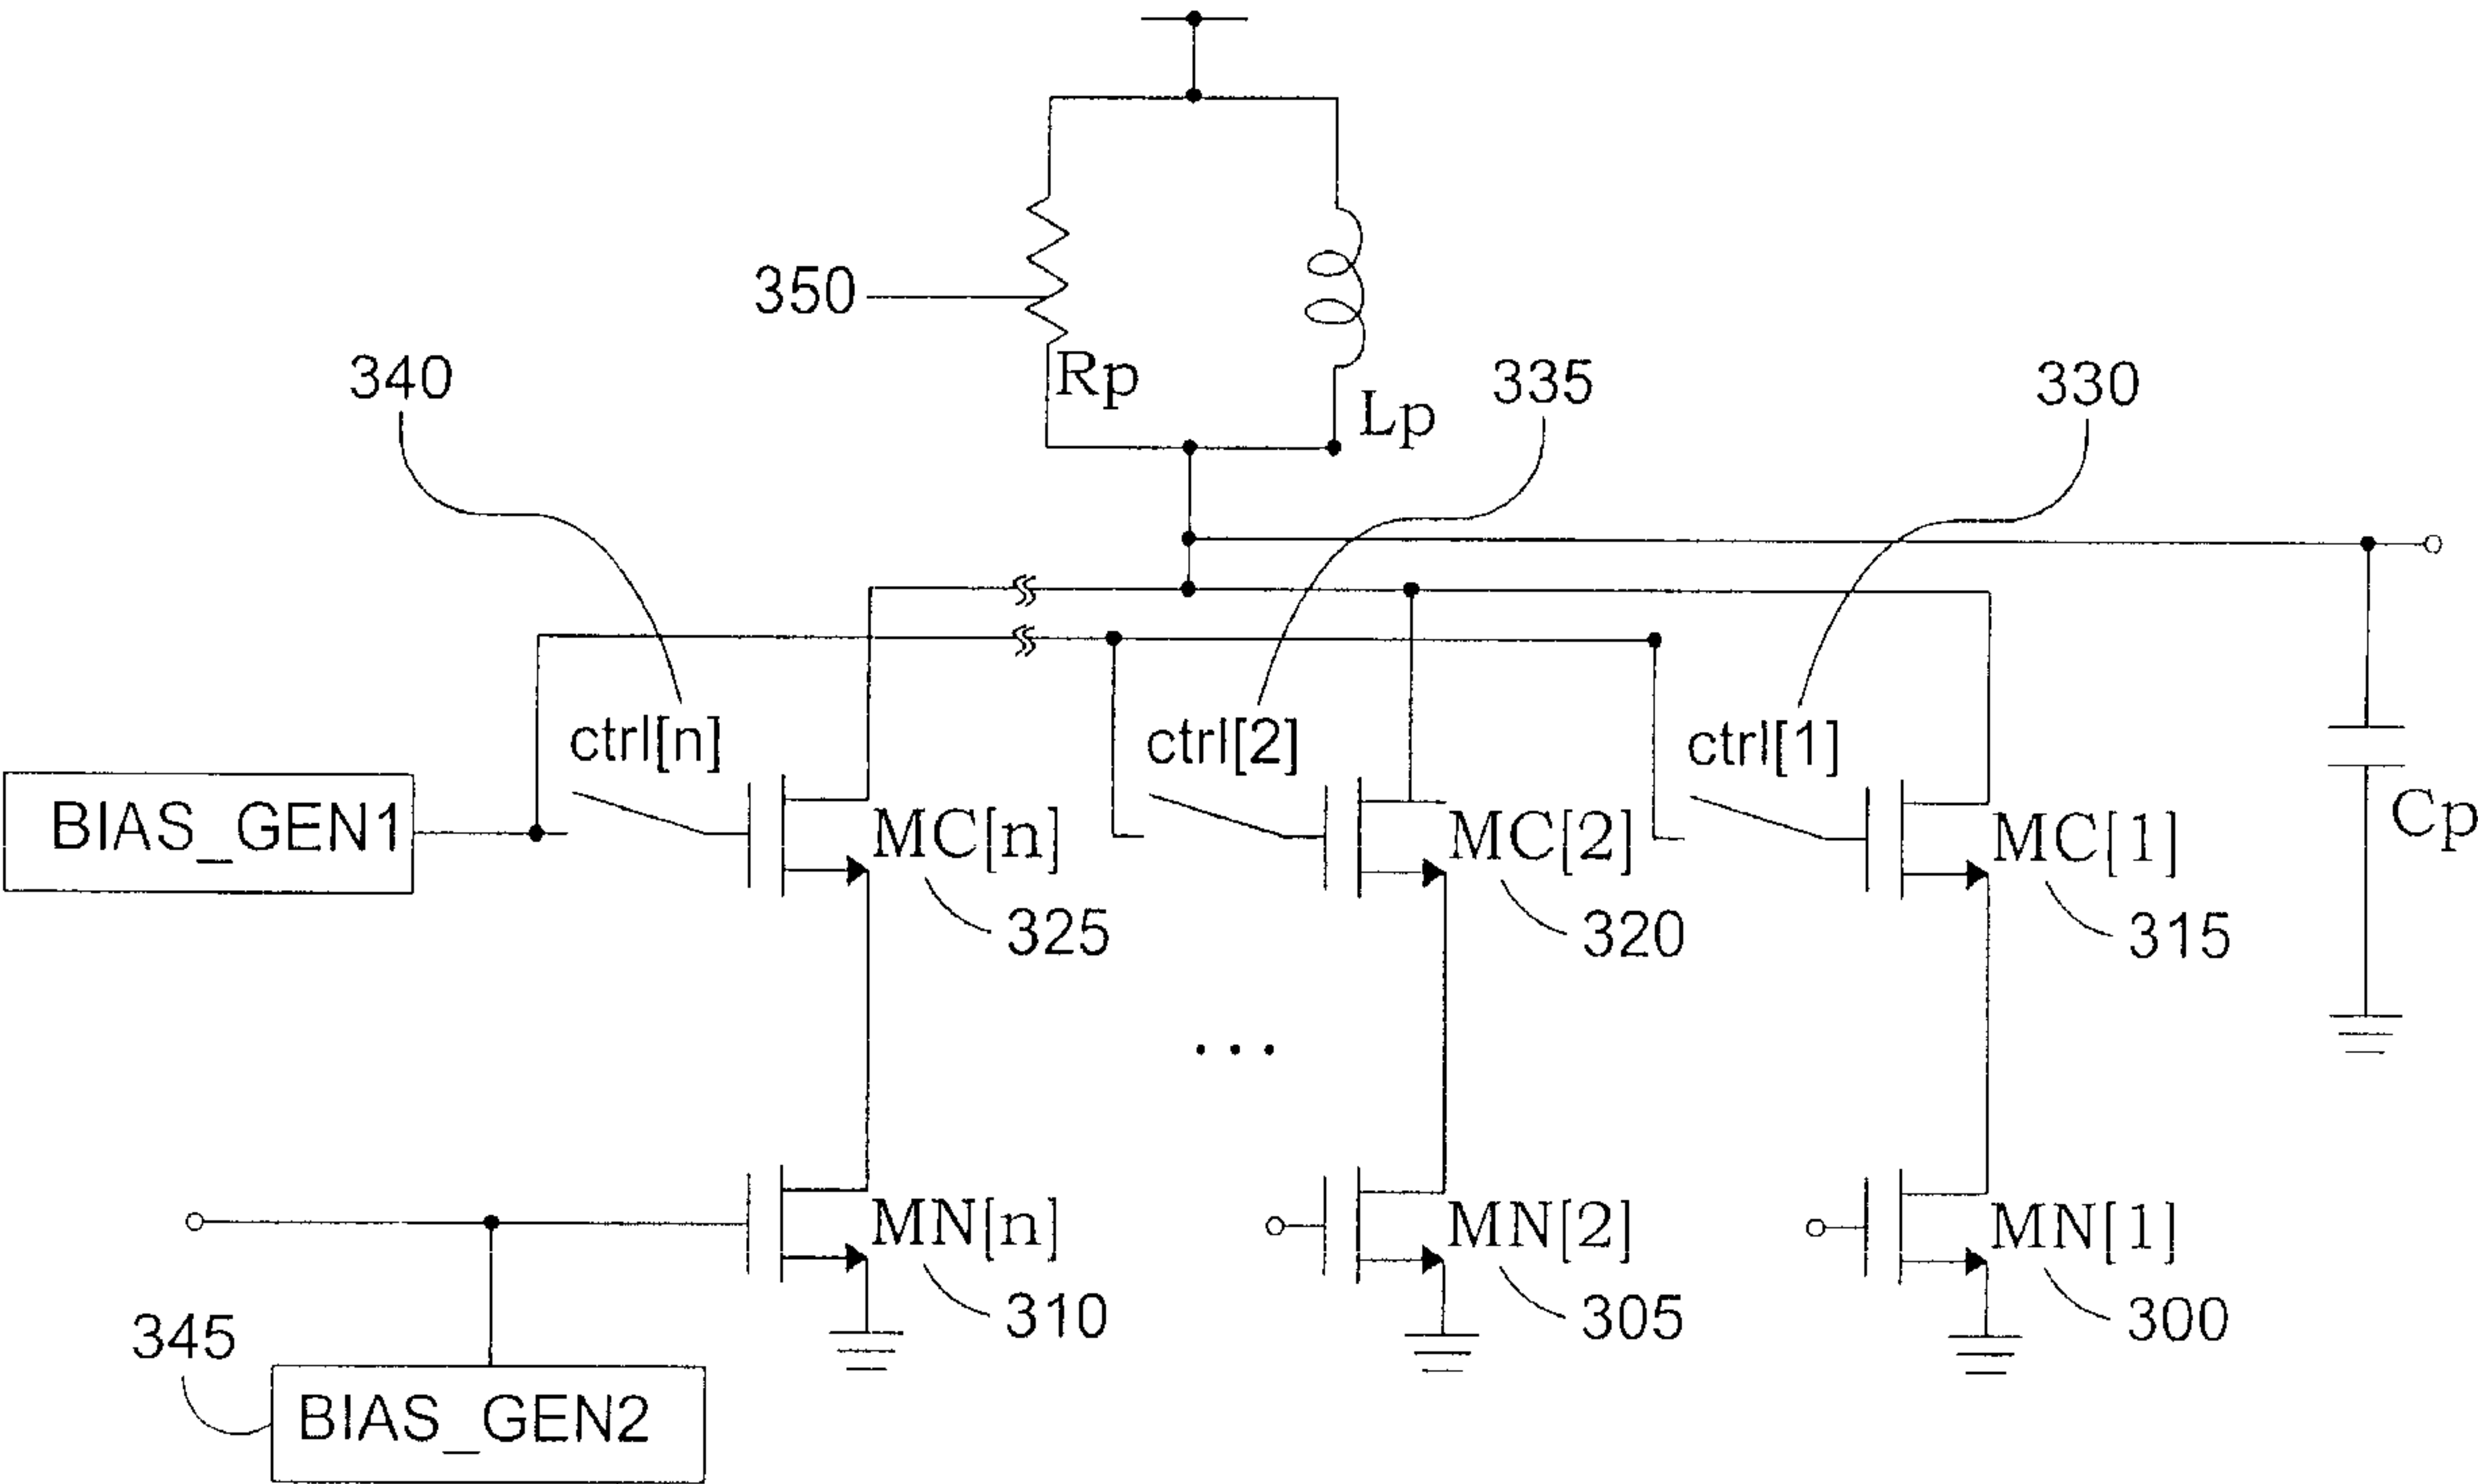 350
Rp
Lp
340
335
330
ctrl[n]
ctrl[2]
ctrl[1]
BIAS_GEN1
MC[n]
MC[2]
MC[1]
Cp
325
320
315
MN[n]
MN[2]
MN[1]
310
305
300
345
BIAS_GEN2